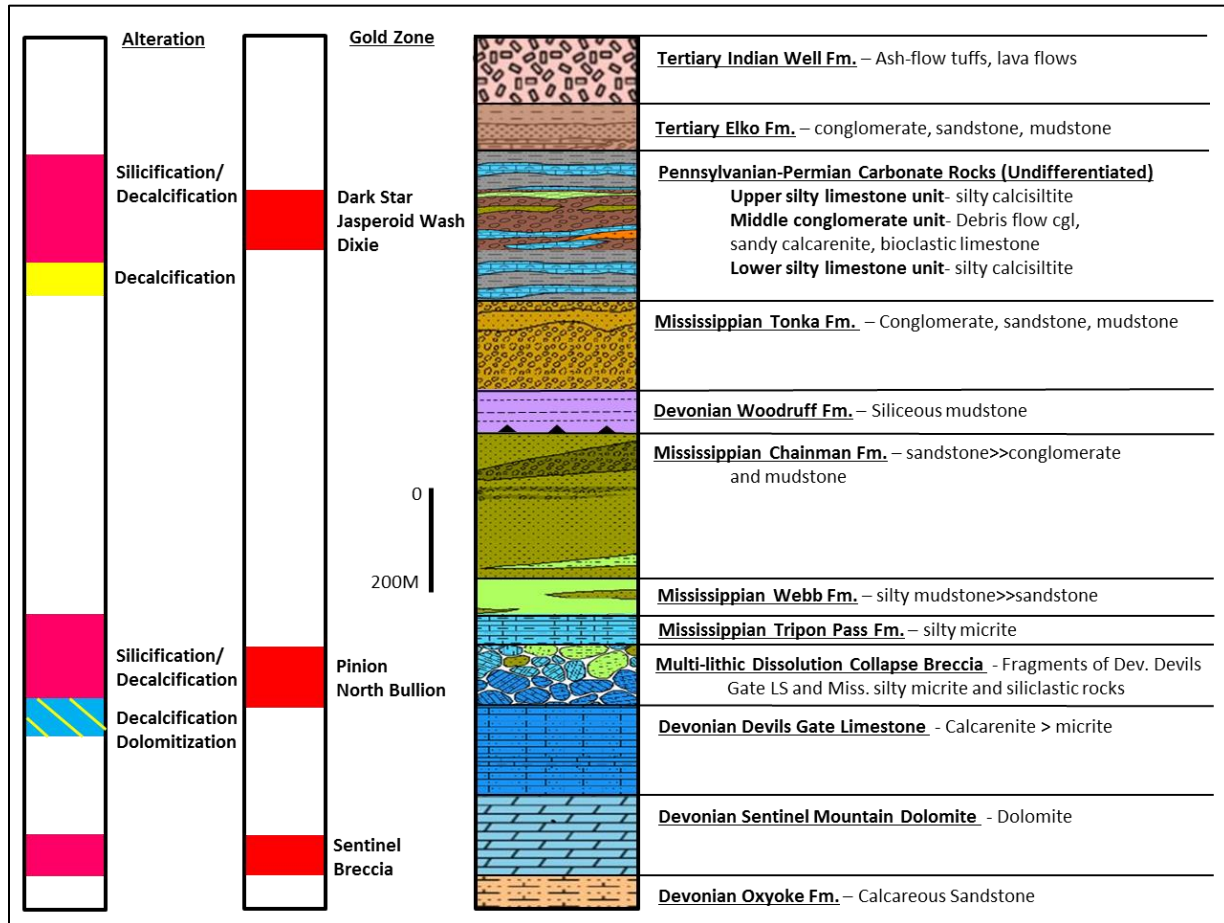 Alteration
Gold Zone
Silicification/
Decalcification
Decalcification
Silicification/
Decalcification
Decalcification
Dolomitization
Dark Star
Jasperoid Wash
Dixie
Pinion
North Bullion
Sentinel
Breccia
0
200M
Tertiary Indian Well Fm. – Ash-flow tuffs, lava flows
Tertiary Elko Fm. – conglomerate, sandstone, mudstone
Pennsylvanian-Permian Carbonate Rocks (Undifferentiated)
Upper silty limestone unit- silty calcisiltite
Middle conglomerate unit- Debris flow cgl,
sandy calcarenite, bioclastic limestone
Lower silty limestone unit- silty calcisiltite
Mississippian Tonka Fm. – Conglomerate, sandstone, mudstone
Devonian Woodruff Fm. – Siliceous mudstone
Mississippian Chainman Fm. – sandstone>>conglomerate
and mudstone
Mississippian Webb Fm. – silty mudstone>>sandstone
Mississippian Tripon Pass Fm. – silty micrite
Multi-lithic Dissolution Collapse Breccia - Fragments of Dev. Devils
Gate LS and Miss. silty micrite and siliclastic rocks
Devonian Devils Gate Limestone - Calcarenite > micrite
Devonian Sentinel Mountain Dolomite - Dolomite
Devonian Oxyoke Fm. – Calcareous Sandstone